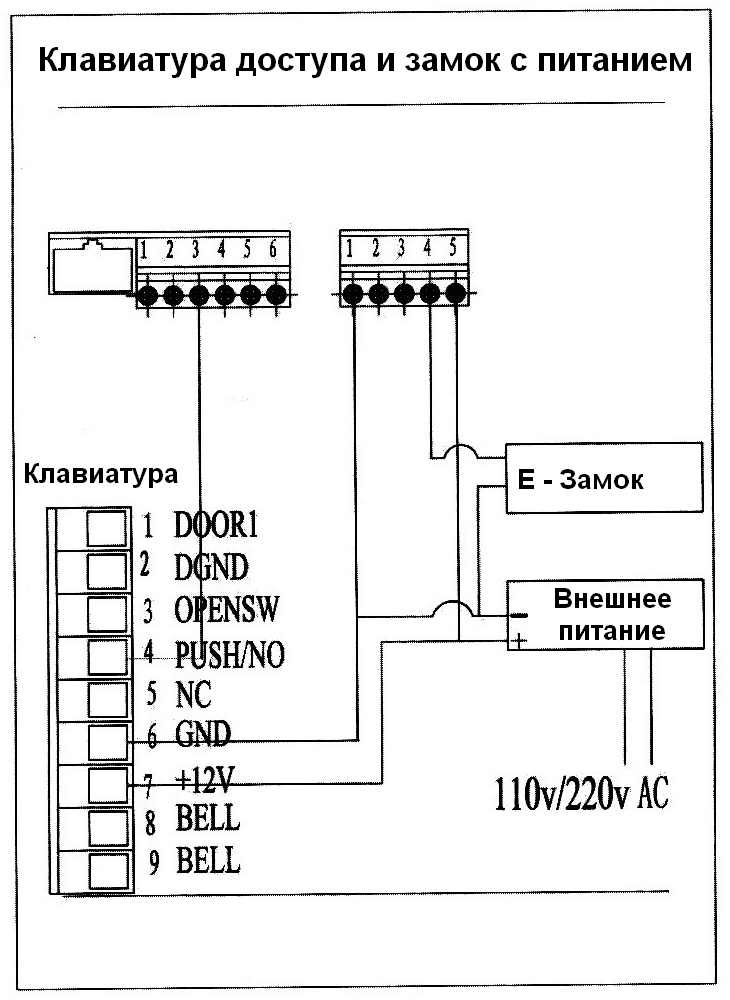 Клавиатура доступа и замок с питанием
1 2 3 4 5 6
1 2 3 4 5
Е - Замок
Клавиатура
1 DOOR1
2 DGND
3 OPENSW
4 PUSH/NO
5 NC
6 GND
7 +12V
8 BELL
9 BELL
Внешнее
питание
−
+
110v/220v AC